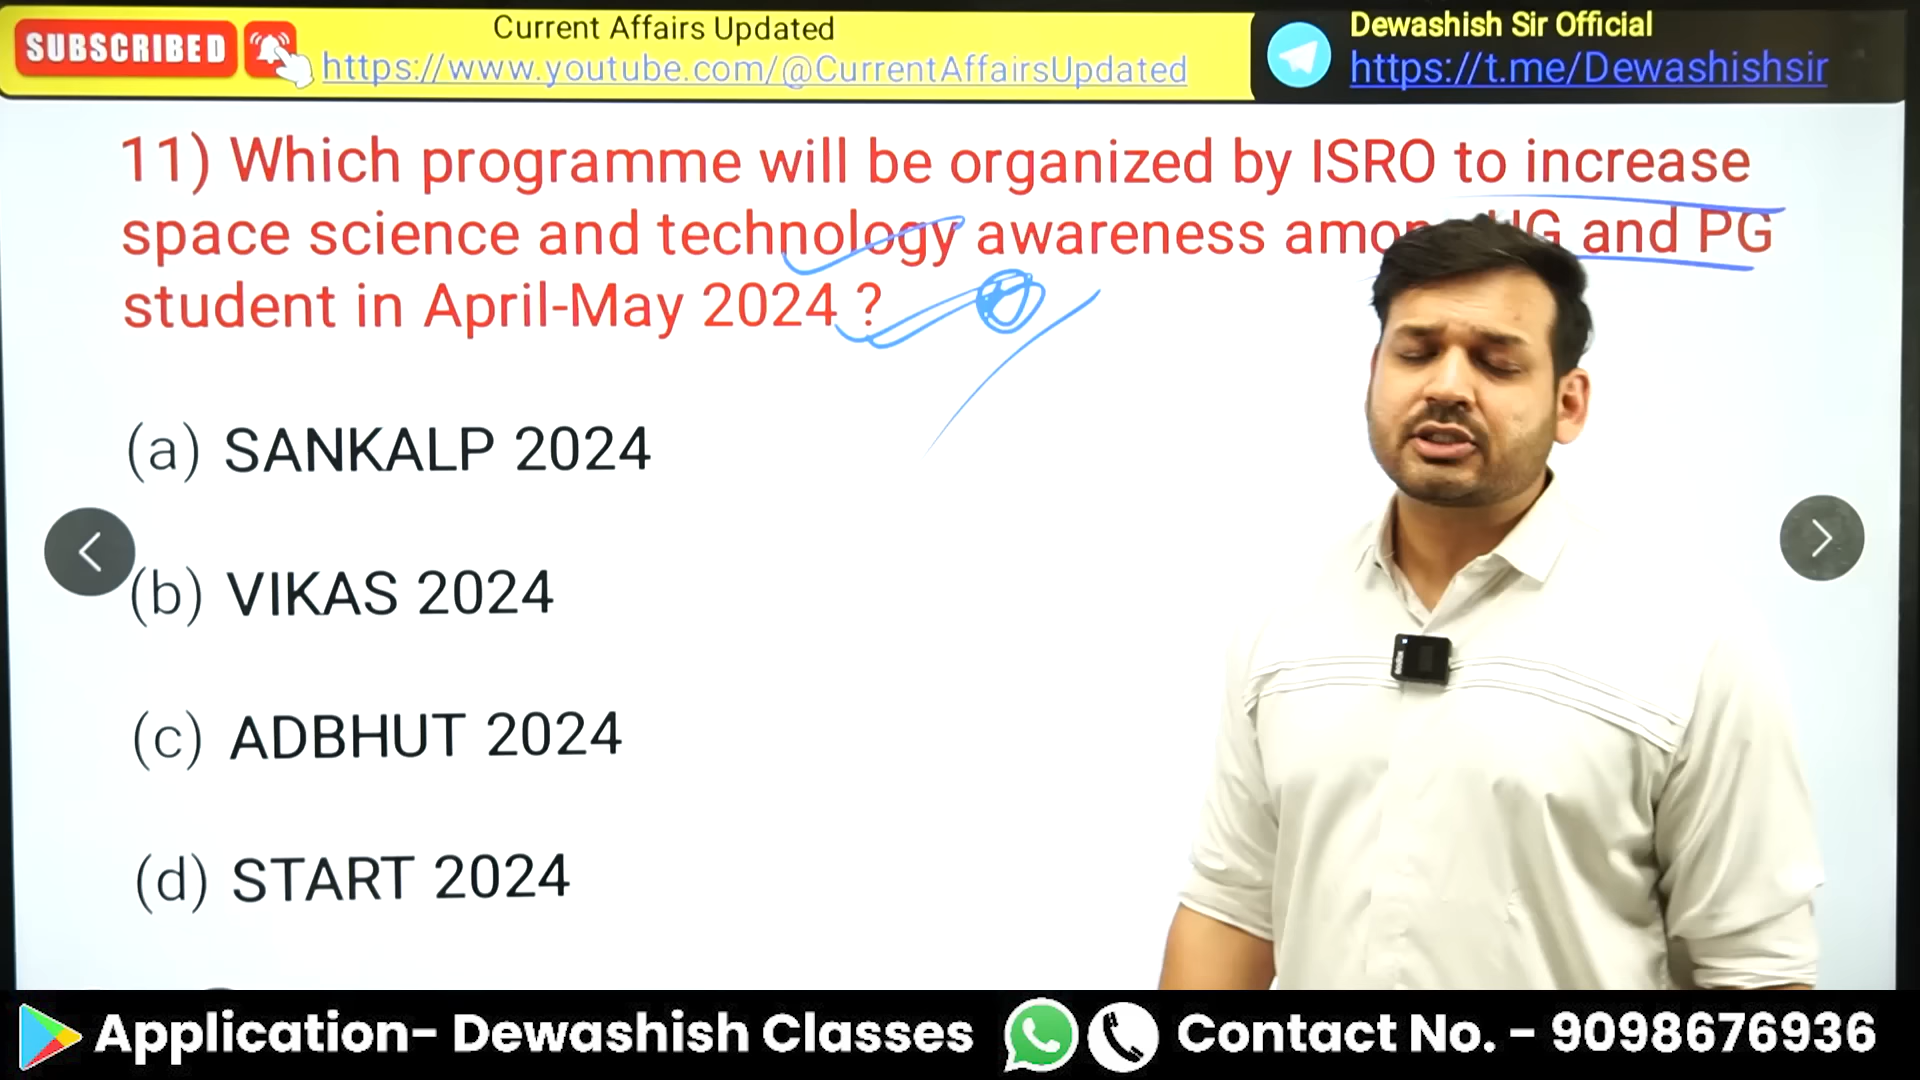 SUBSCRIBED
Current Affairs Updated
https://www.youtube.com/@CurrentAffairsUpdated
Dewashish Sir Official
https://t.me/Dewashishsir
11) Which programme will be organized by ISRO to increase
space science and technology awareness among UG and PG
student in April-May 2024 ?
(a) SANKALP 2024
(b) VIKAS 2024
(c) ADBHUT 2024
(d) START 2024
Application- Dewashish Classes
Contact No. - 9098676936